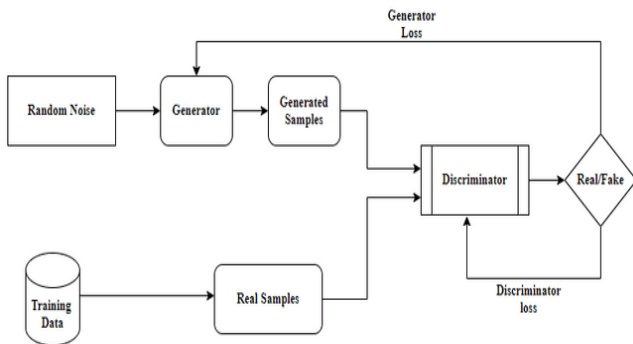 Generator
Loss
Random Noise
Generator
Generated
Samples
Discriminator
Real/Fake
Training
Data
Real Samples
Discriminator
loss